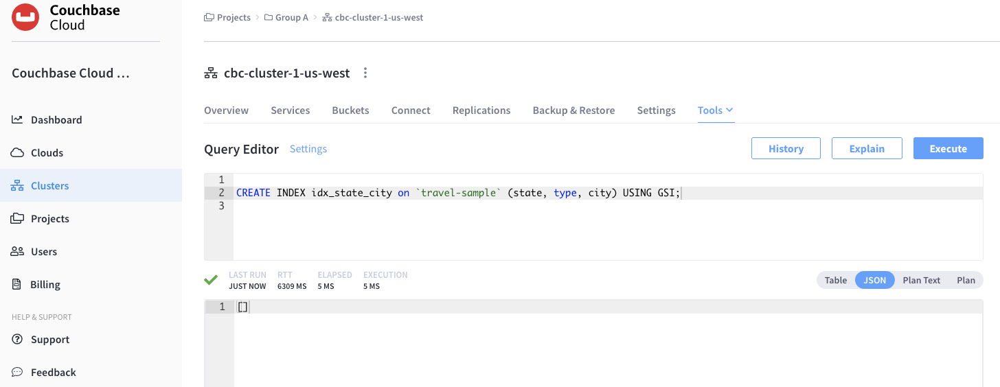 Couchbase
Cloud
Couchbase Cloud ...
Dashboard
Clouds
Clusters
Projects
Users
Billing
HELP & SUPPORT
Support
Feedback
Projects > Group A > cbc-cluster-1-us-west
cbc-cluster-1-us-west
Overview Services Buckets Connect Replications Backup & Restore Settings Tools
Query Editor Settings History Explain Execute
1
2 CREATE INDEX idx_state_city on `travel-sample` (state, type, city) USING GSI;
3
LAST RUN RTT ELAPSED EXECUTION
JUST NOW 6309 MS 5 MS 5 MS
Table JSON Plan Text Plan
1 []